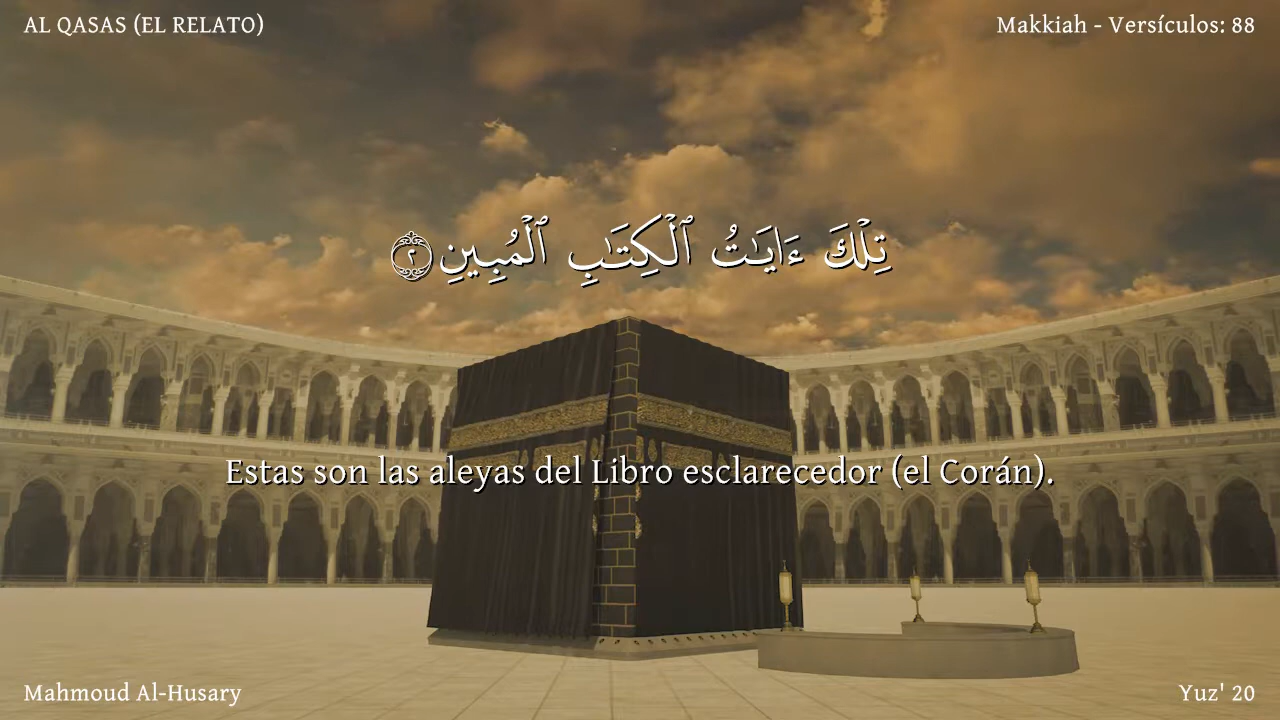 AL QASAS (EL RELATO)
Makkiah - Versículos: 88
تِلْكَ ءَايَـٰتُ ٱلْكِتَـٰبِ ٱلْمُبِينِ ٢
Estas son las aleyas del Libro esclarecedor (el Corán).
Mahmoud Al-Husary
Yuz' 20